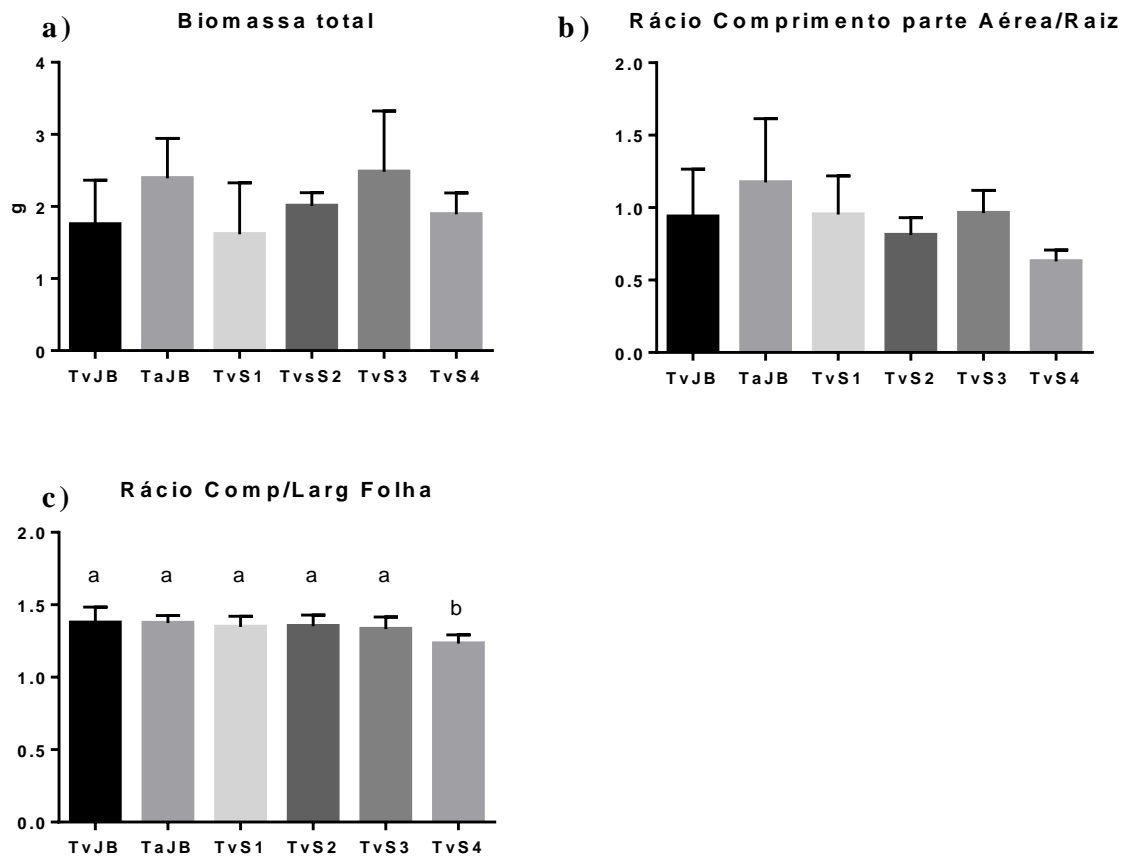 a)
Biomassa total
4
3
2
1
0
g
TvJB TaJB TvS1 TvsS2 TvS3 TvS4
b)
Rácio Comprimento parte Aérea/Raiz
2.0
1.5
1.0
0.5
0.0
TvJB TaJB TvS1 TvS2 TvS3 TvS4
c)
Rácio Comp/Larg Folha
2.0
1.5
1.0
0.5
0.0
a a a a a b
TvJB TaJB TvS1 TvS2 TvS3 TvS4